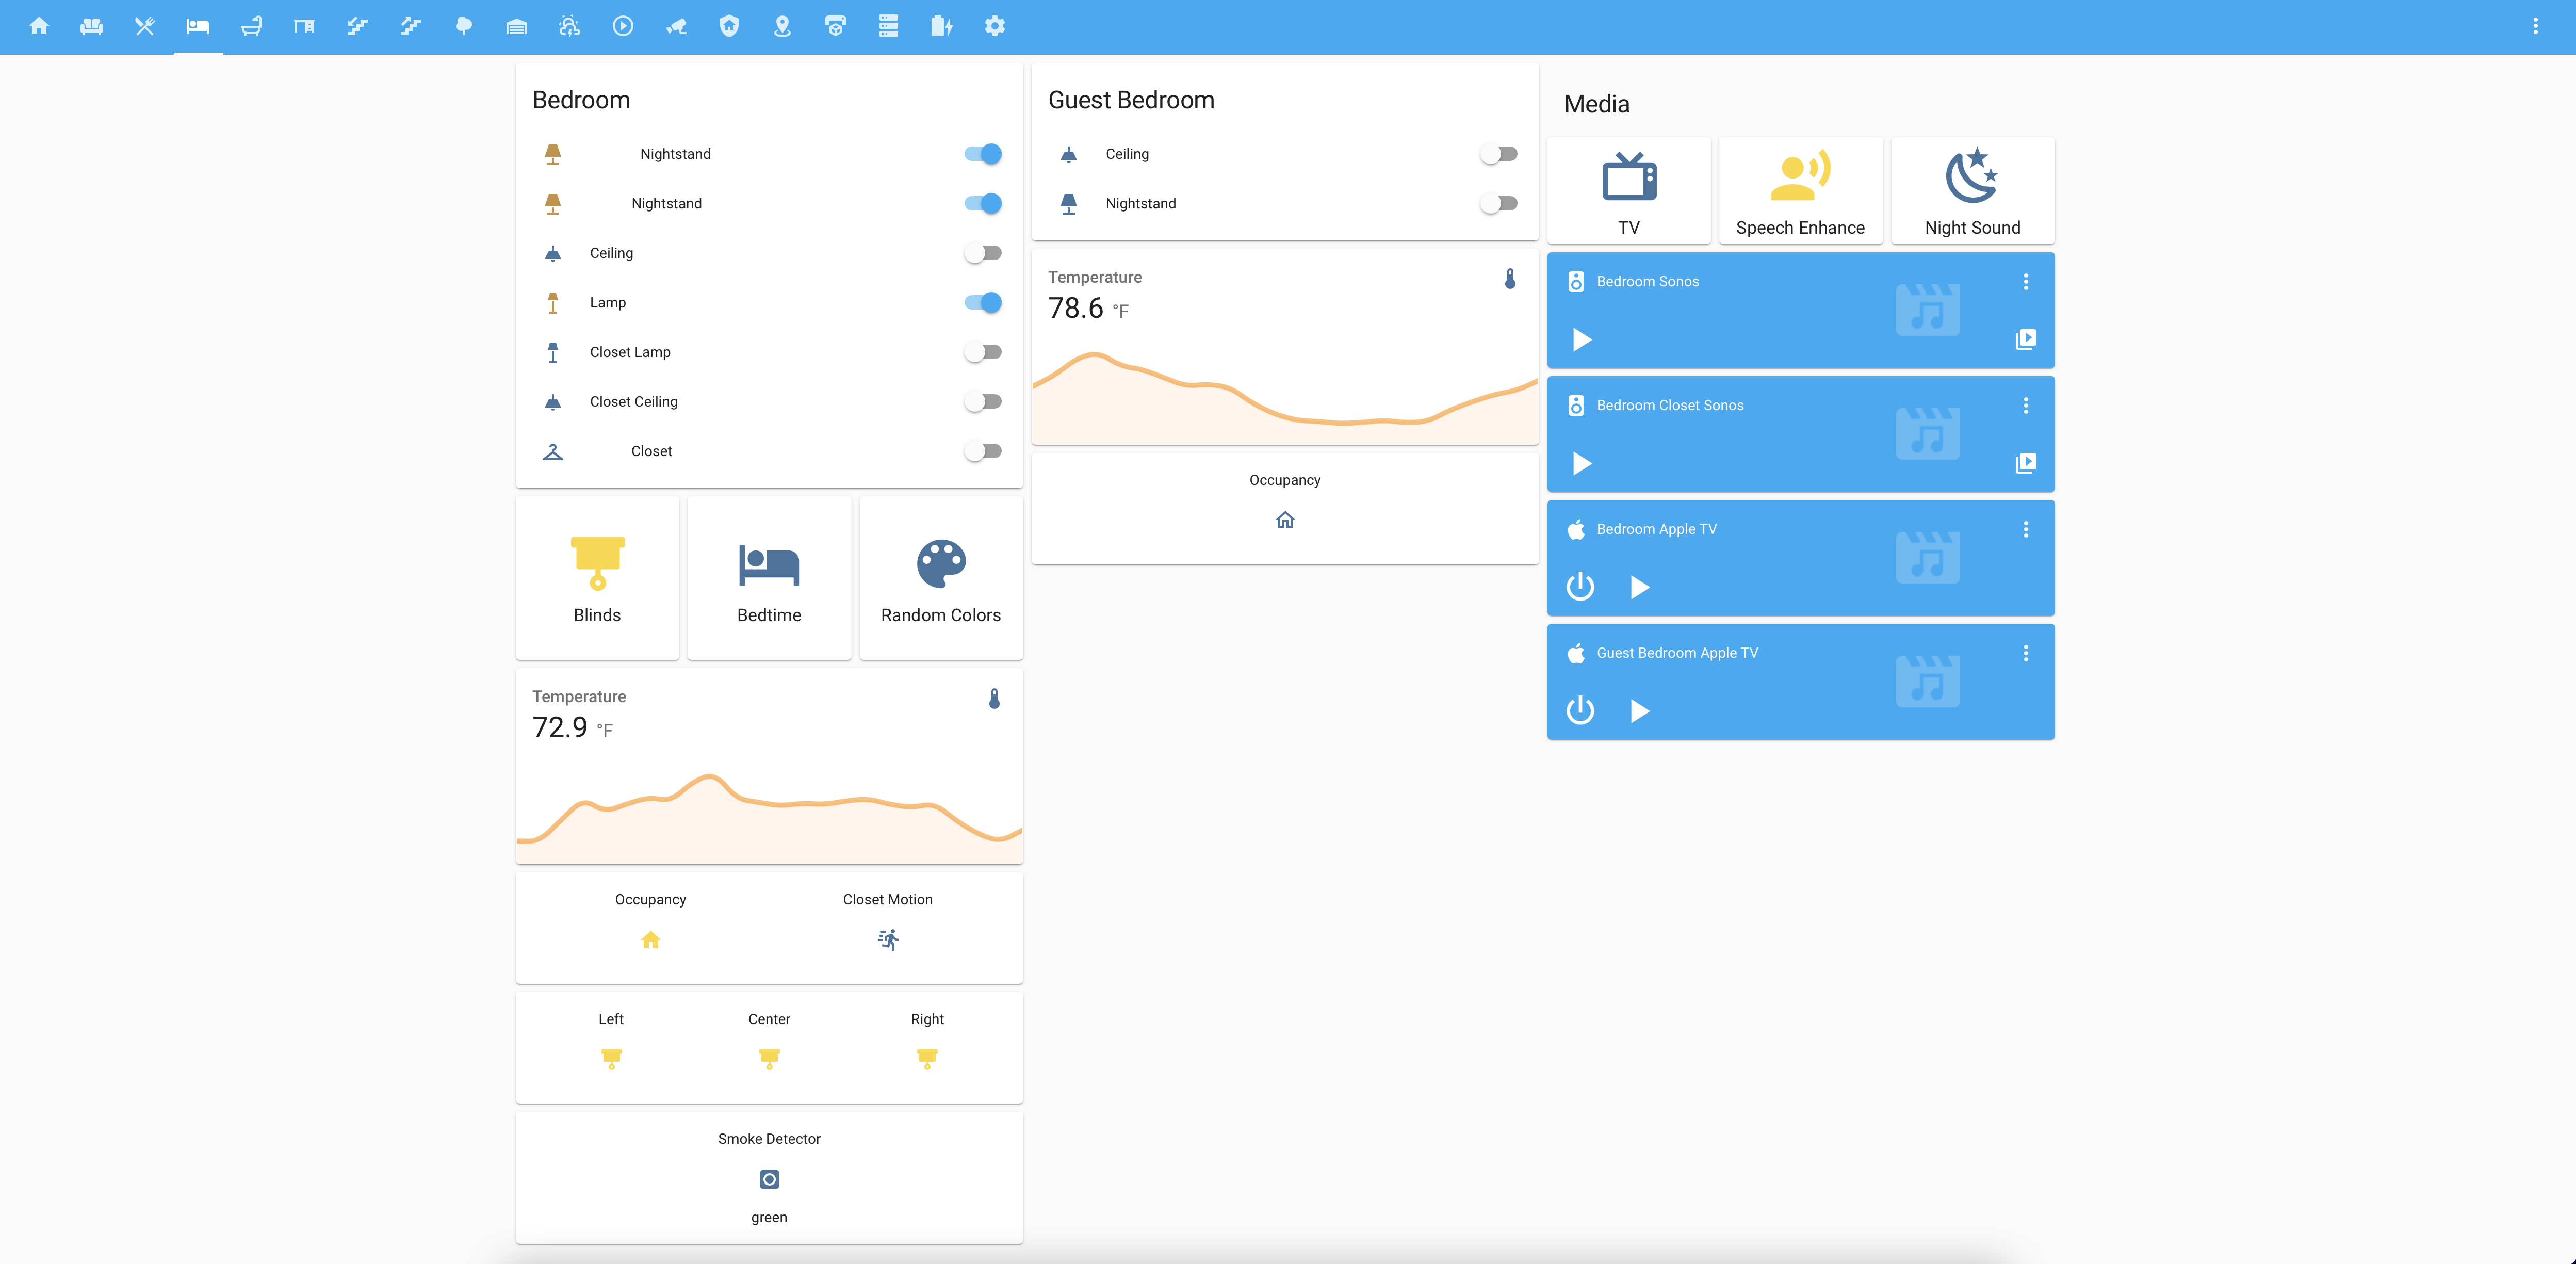 Bedroom
Nightstand
Nightstand
Ceiling
Lamp
Closet Lamp
Closet Ceiling
Closet
Blinds
Bedtime
Random Colors
Temperature
72.9 °F
Occupancy
Closet Motion
Left
Center
Right
Smoke Detector
green
Guest Bedroom
Ceiling
Nightstand
Temperature
78.6 °F
Occupancy
Media
TV
Speech Enhance
Night Sound
Bedroom Sonos
Bedroom Closet Sonos
Bedroom Apple TV
Guest Bedroom Apple TV